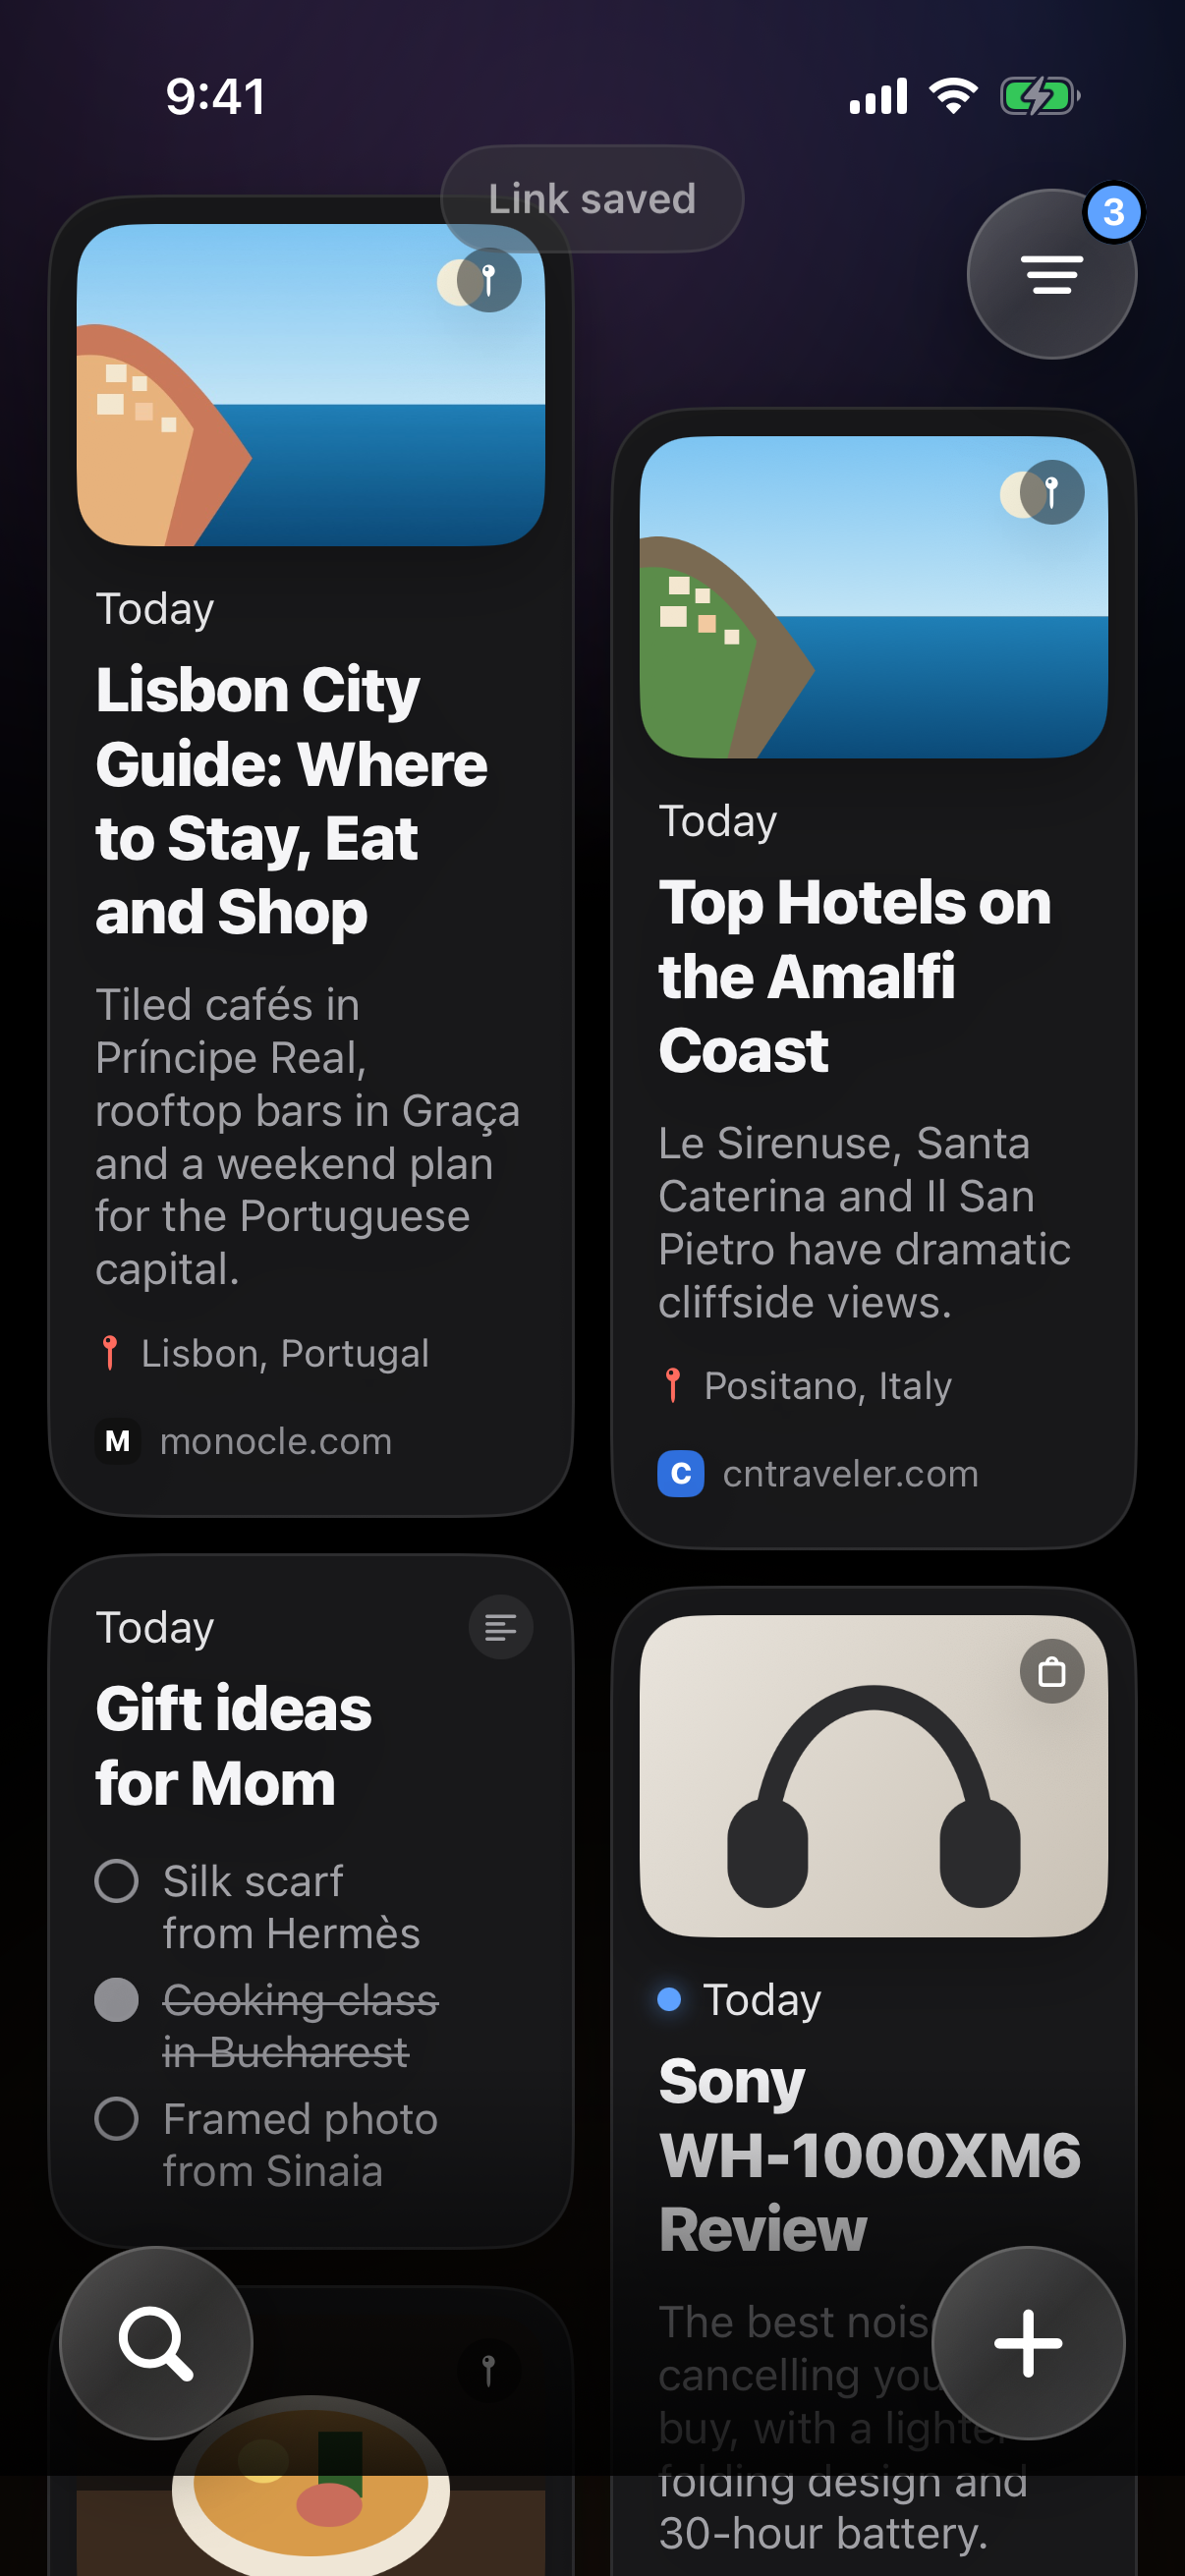 9:41
Link saved
3
Today
Lisbon City
Guide: Where
to Stay, Eat
and Shop
Tiled cafés in
Príncipe Real,
rooftop bars in Graça
and a weekend plan
for the Portuguese
capital.
Lisbon, Portugal
M monocle.com
Today
Top Hotels on
the Amalfi
Coast
Le Sirenuse, Santa
Caterina and Il San
Pietro have dramatic
cliffside views.
Positano, Italy
C cntraveler.com
Today
Gift ideas
for Mom
Silk scarf
from Hermès
Cooking class
in Bucharest
Framed photo
from Sinaia
Today
Sony
WH-1000XM6
Review
The best
cancelling
buy, with a lighter
folding design and
30-hour battery.